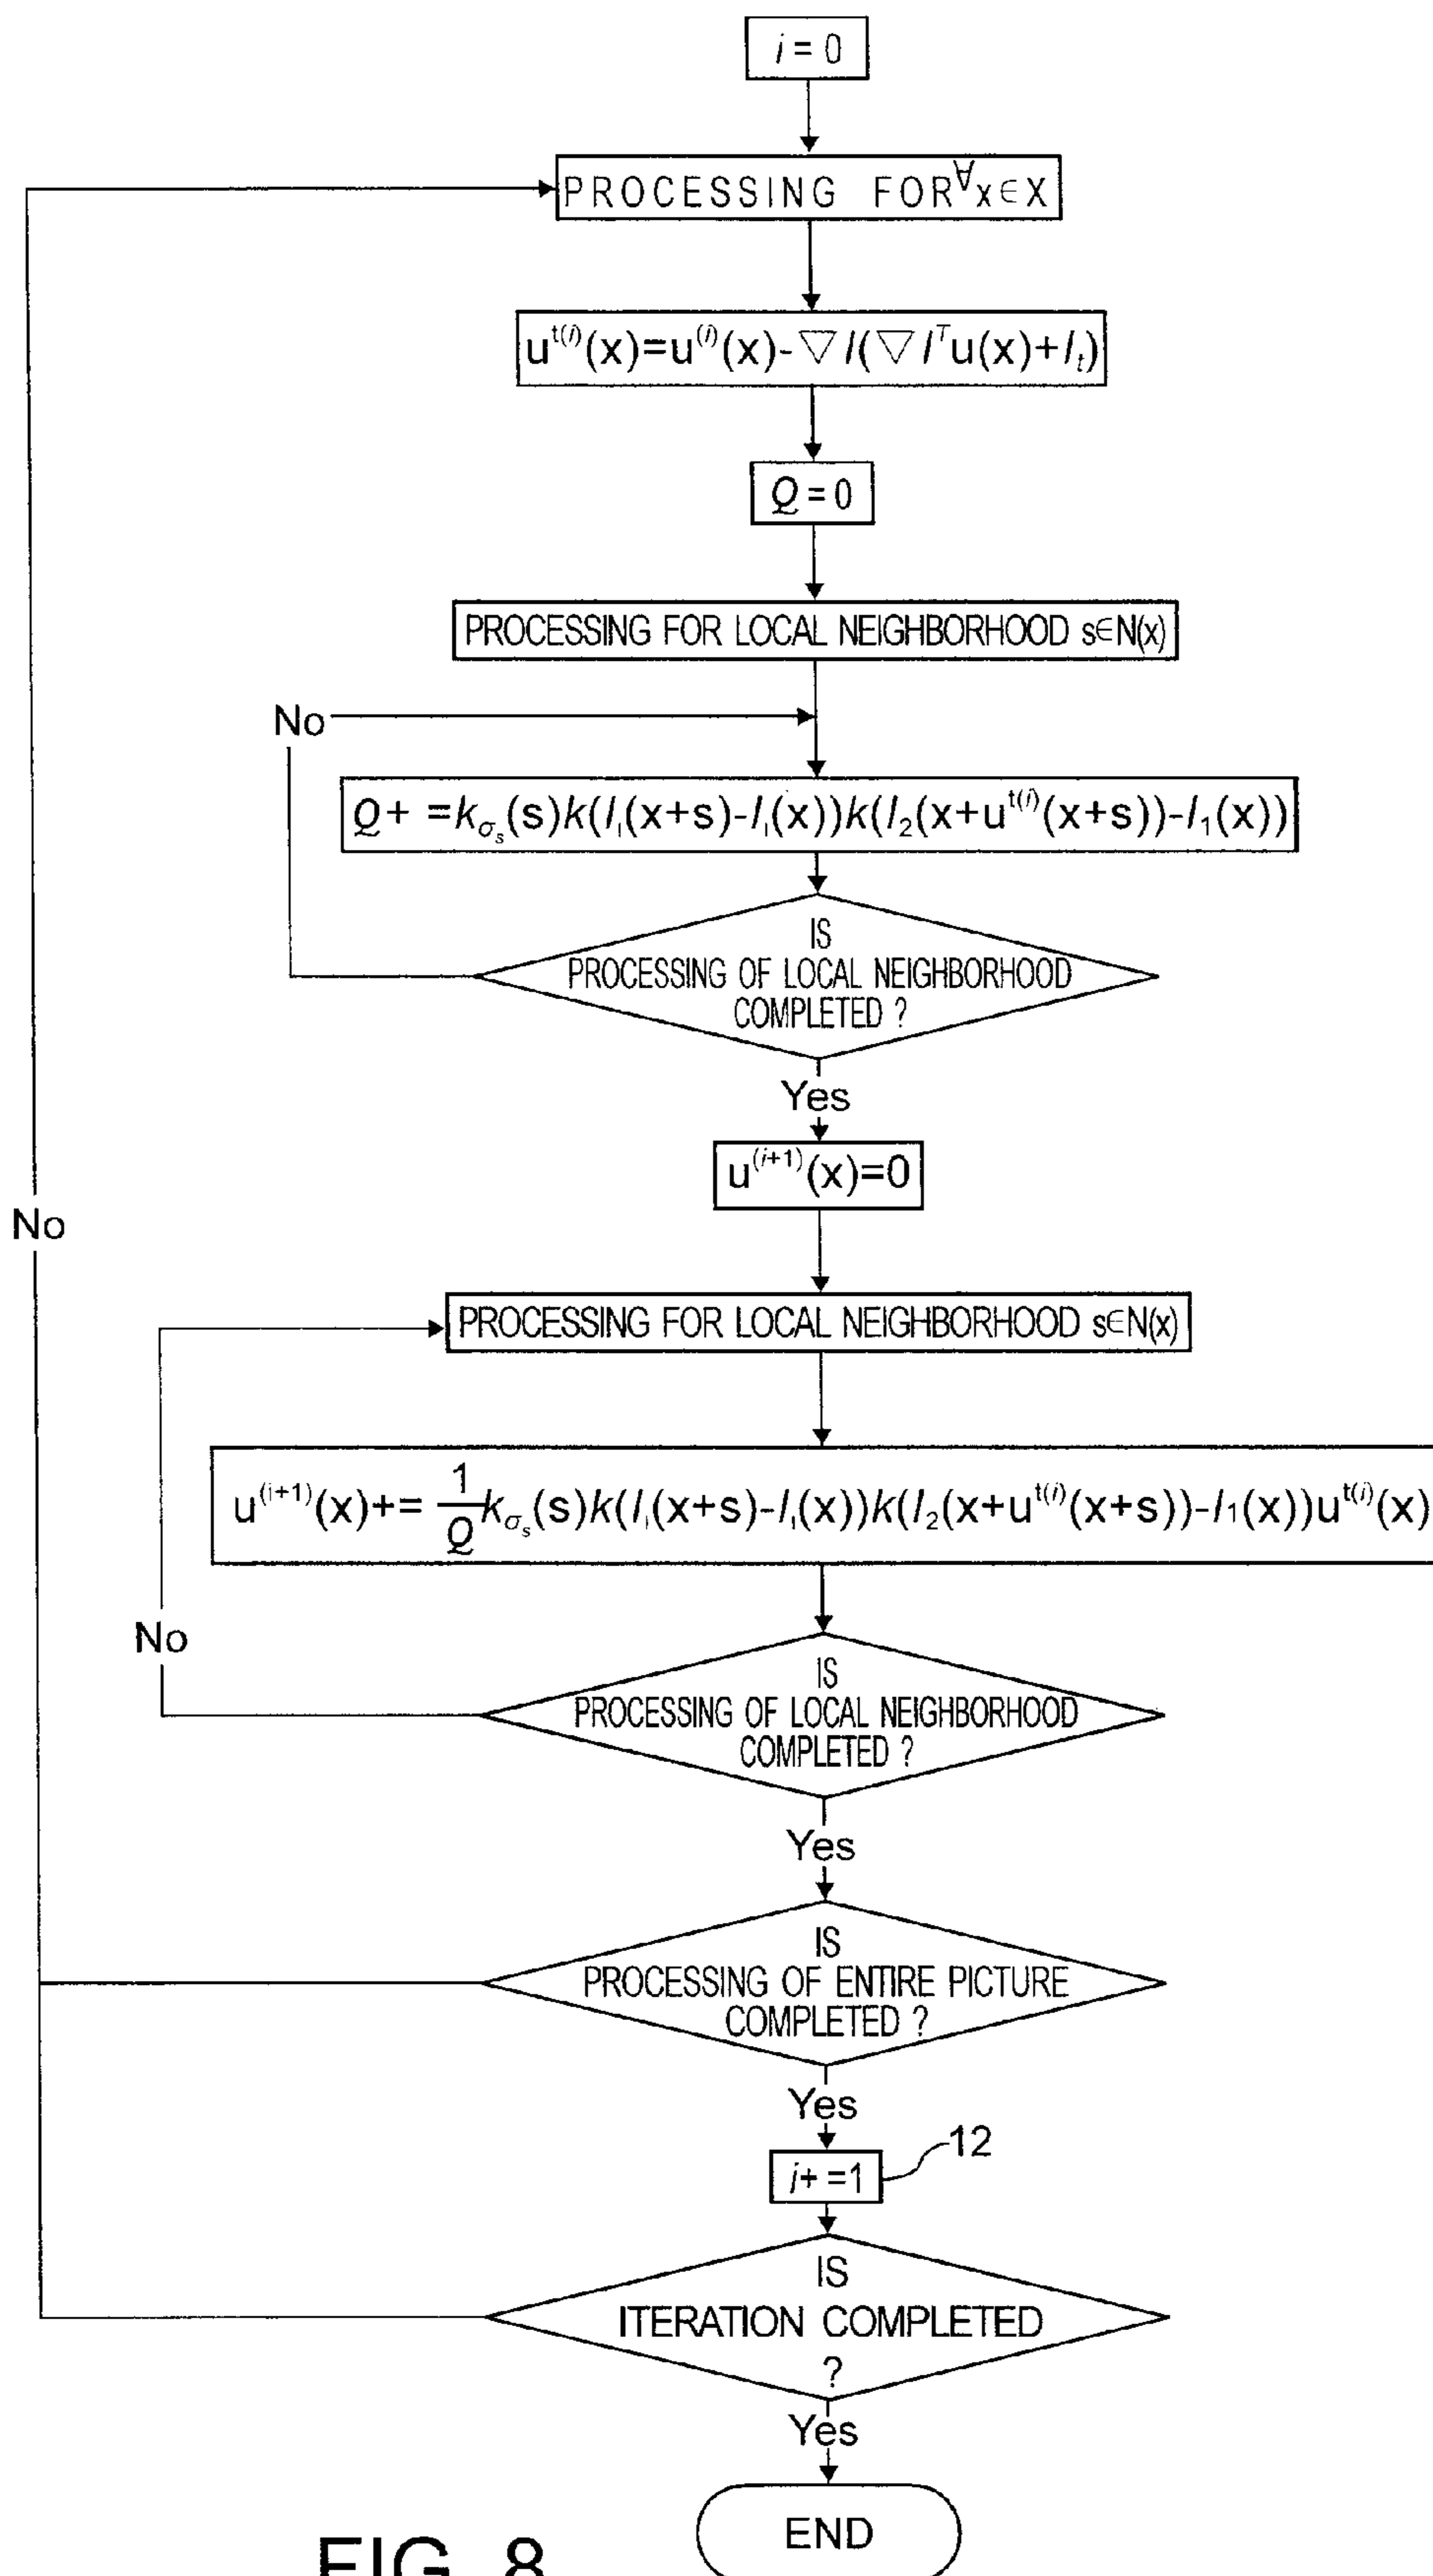 i = 0
PROCESSING FOR ∀x∈X
u^{t(i)}(x)=u^{(i)}(x)-▽I(▽I^T u(x)+I_t)
Q = 0
PROCESSING FOR LOCAL NEIGHBORHOOD s∈N(x)
No
Q+ =k_{σ_s}(s)k(I_1(x+s)-I_1(x))k(I_2(x+u^{t(i)}(x+s))-I_1(x))
IS
PROCESSING OF LOCAL NEIGHBORHOOD
COMPLETED ?
Yes
u^{(i+1)}(x)=0
No
PROCESSING FOR LOCAL NEIGHBORHOOD s∈N(x)
u^{(i+1)}(x)+= \frac{1}{Q}k_{σ_s}(s)k(I_1(x+s)-I_1(x))k(I_2(x+u^{t(i)}(x+s))-I_1(x))u^{t(i)}(x)
No
IS
PROCESSING OF LOCAL NEIGHBORHOOD
COMPLETED ?
Yes
IS
PROCESSING OF ENTIRE PICTURE
COMPLETED ?
Yes
12
i+ =1
IS
ITERATION COMPLETED
?
Yes
END
FIG. 8